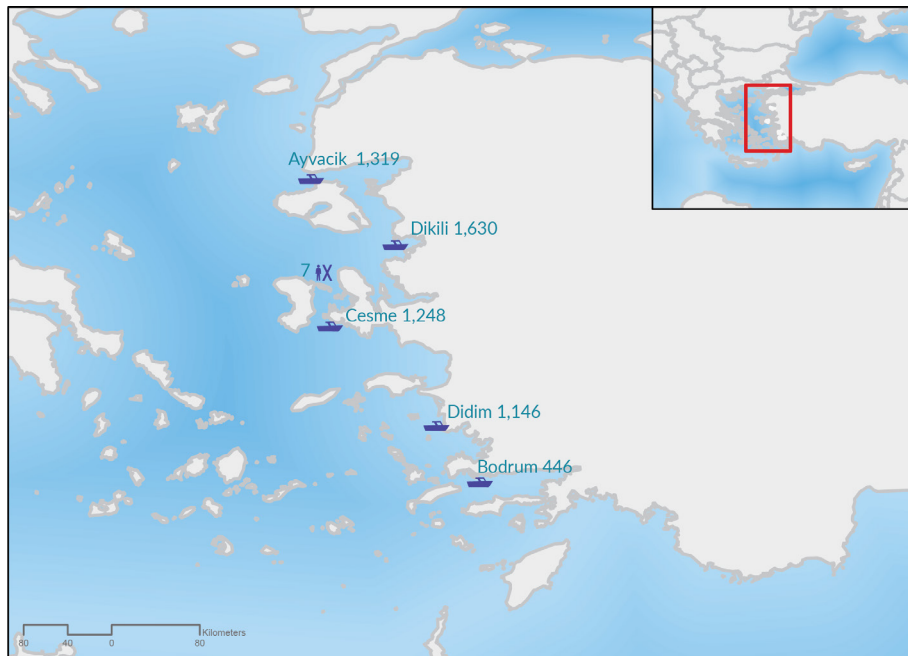 Ayvacik 1,319
Dikili 1,630
7
Cesme 1,248
Didim 1,146
Bodrum 446
80 40 0 80 Kilometers